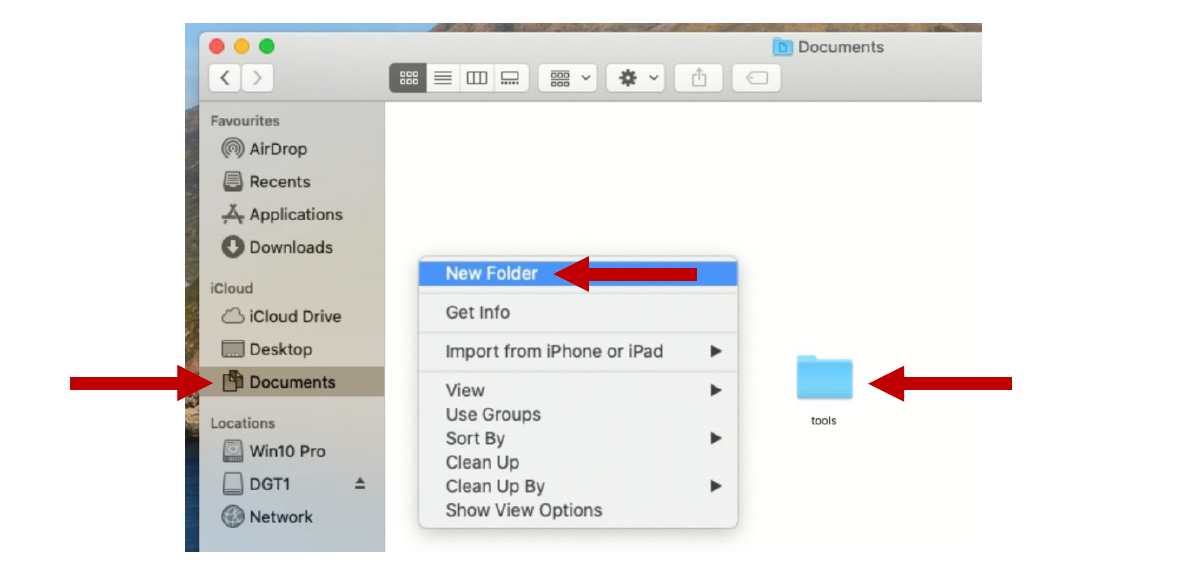 Documents
Favourites
AirDrop
Recents
Applications
Downloads
iCloud
iCloud Drive
Desktop
Documents
Locations
Win10 Pro
DGT1
Network
New Folder
Get Info
Import from iPhone or iPad
View
Use Groups
Sort By
Clean Up
Clean Up By
Show View Options
tools